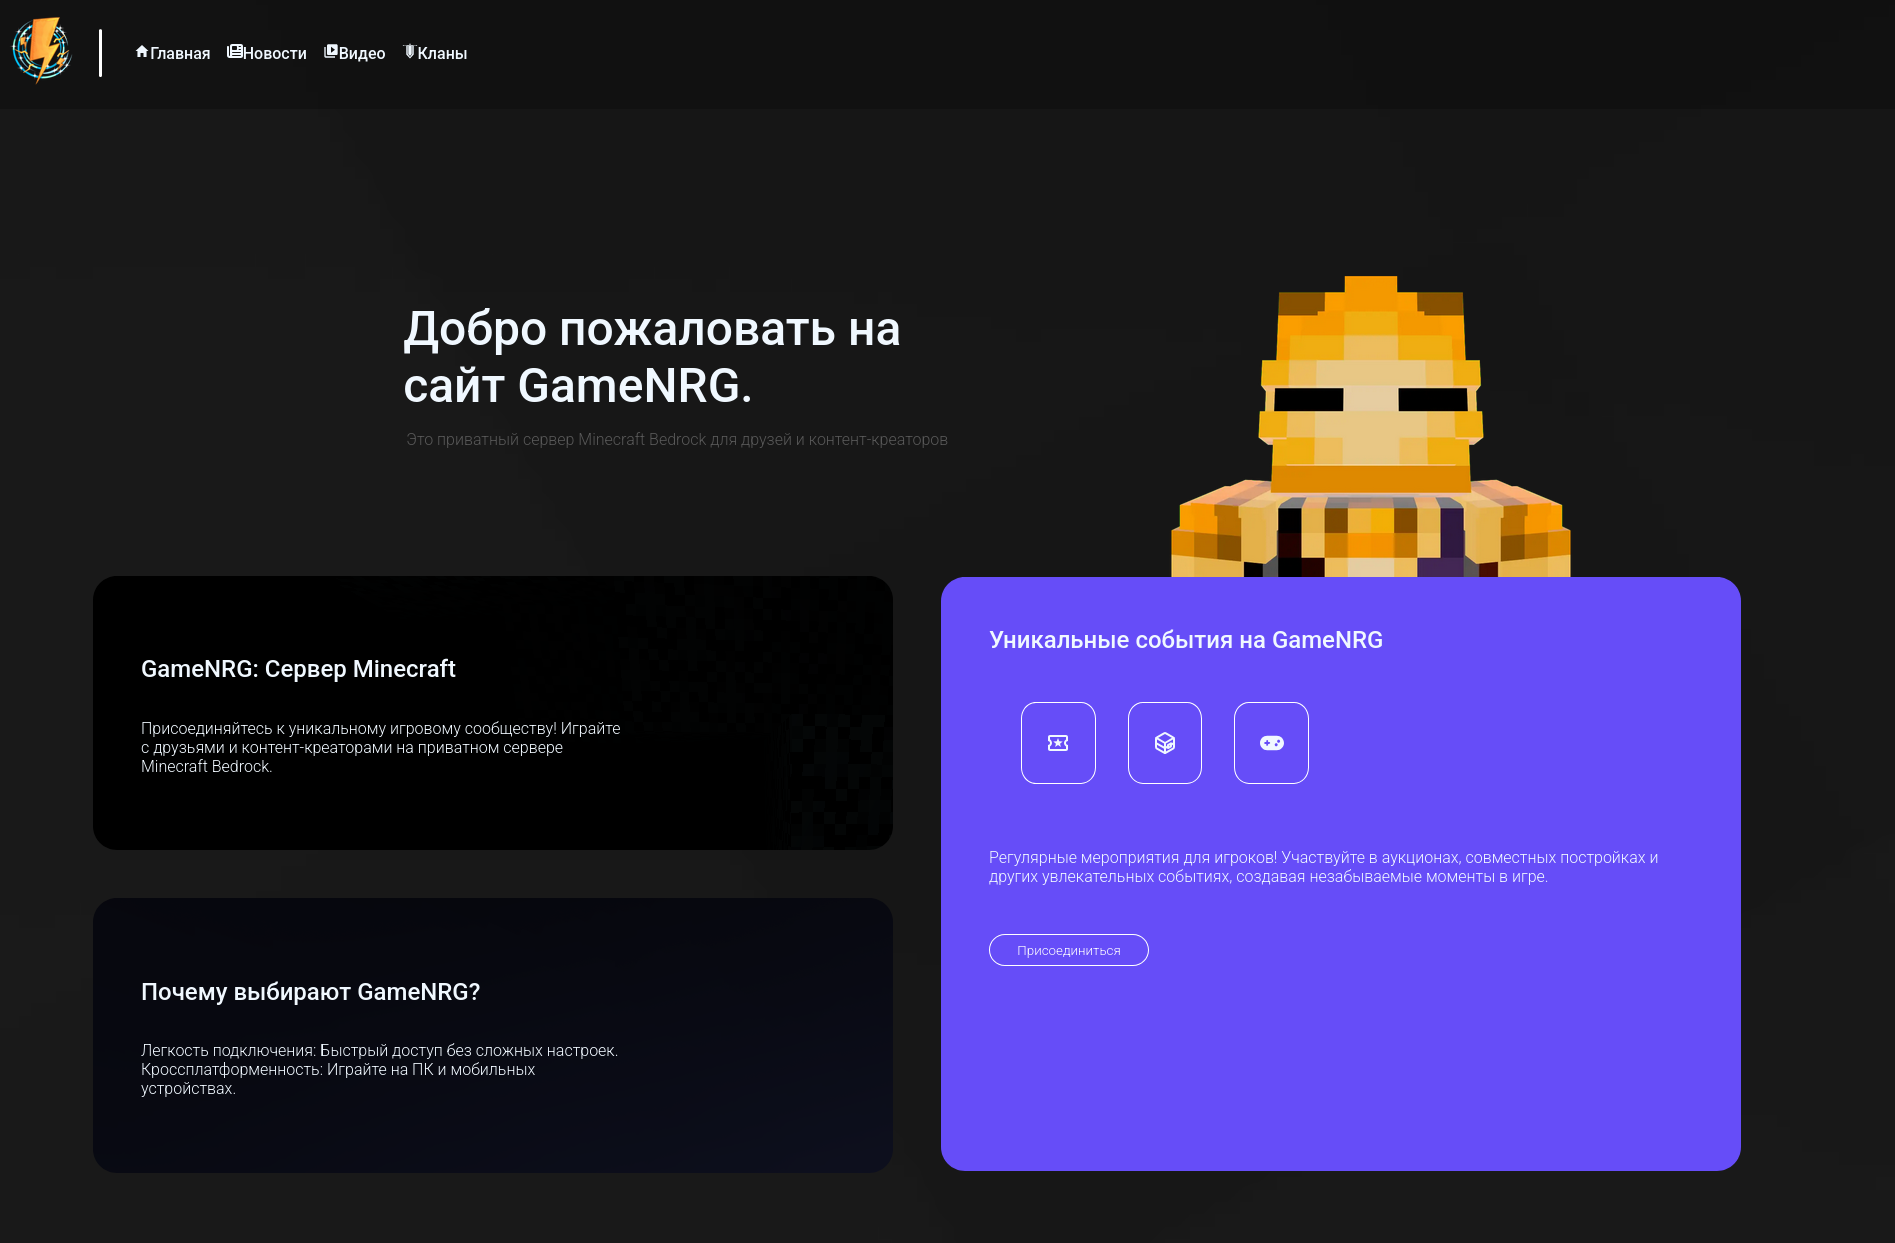 Главная Новости Видео Кланы
Добро пожаловать на
сайт GameNRG.
Это приватный сервер Minecraft Bedrock для друзей и контент-креаторов
GameNRG: Сервер Minecraft
Присоединяйтесь к уникальному игровому сообществу! Играйте
с друзьями и контент-креаторами на приватном сервере
Minecraft Bedrock.
Почему выбирают GameNRG?
Легкость подключения: Быстрый доступ без сложных настроек.
Кроссплатформенность: Играйте на ПК и мобильных
устройствах.
Уникальные события на GameNRG
Регулярные мероприятия для игроков! Участвуйте в аукционах, совместных постройках и
других увлекательных событиях, создавая незабываемые моменты в игре.
Присоединиться